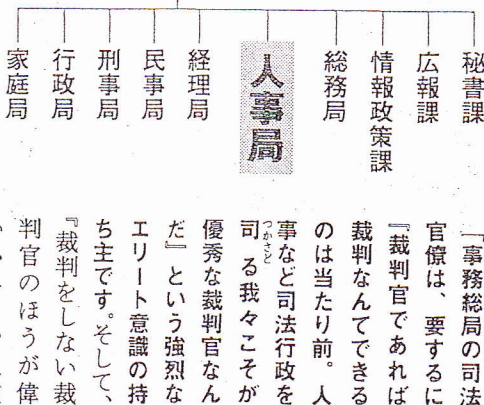 秘書課
広報課
情報政策課
総務局
人事局
経理局
民事局
刑事局
行政局
家庭局
「事務総局の司法
官僚は、要するに
『裁判官であれば
裁判なんてできる
のは当たり前。人
事など司法行政を
司る我々こそが
つかさど
優秀な裁判官なん
だ』という強烈な
エリート意識の持
ち主です。そして、
『裁判をしない裁
判官のほうが偉